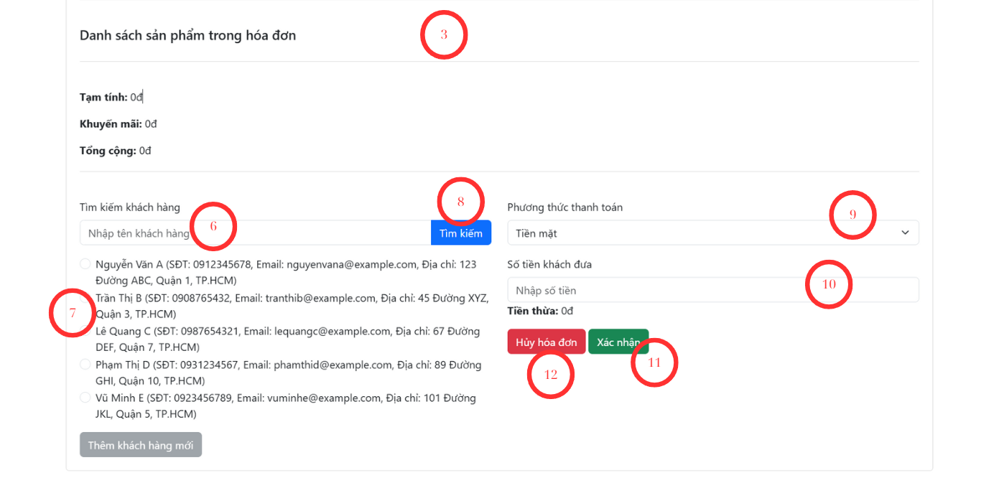 Danh sách sản phẩm trong hóa đơn
3
Tạm tính: 0đ
Khuyến mãi: 0đ
Tổng cộng: 0đ
Tìm kiếm khách hàng
8
Nhập tên khách hàng
6
Tìm kiếm
Nguyễn Văn A (SĐT: 0912345678, Email: nguyenvana@example.com, Địa chỉ: 123
Đường ABC, Quận 1, TP.HCM)
Trần Thị B (SĐT: 0908765432, Email: tranthib@example.com, Địa chỉ: 45 Đường XYZ,
7
Quận 3, TP.HCM)
Lê Quang C (SĐT: 0987654321, Email: lequangc@example.com, Địa chỉ: 67 Đường
DEF, Quận 7, TP.HCM)
Phạm Thị D (SĐT: 0931234567, Email: phamthid@example.com, Địa chỉ: 89 Đường
GHI, Quận 10, TP.HCM)
Vũ Minh E (SĐT: 0923456789, Email: vuminhe@example.com, Địa chỉ: 101 Đường
JKL, Quận 5, TP.HCM)
Thêm khách hàng mới
Phương thức thanh toán
9
Tiền mặt
Số tiền khách đưa
10
Nhập số tiền
Tiền thừa: 0đ
Hủy hóa đơn
Xác nhận
11
12